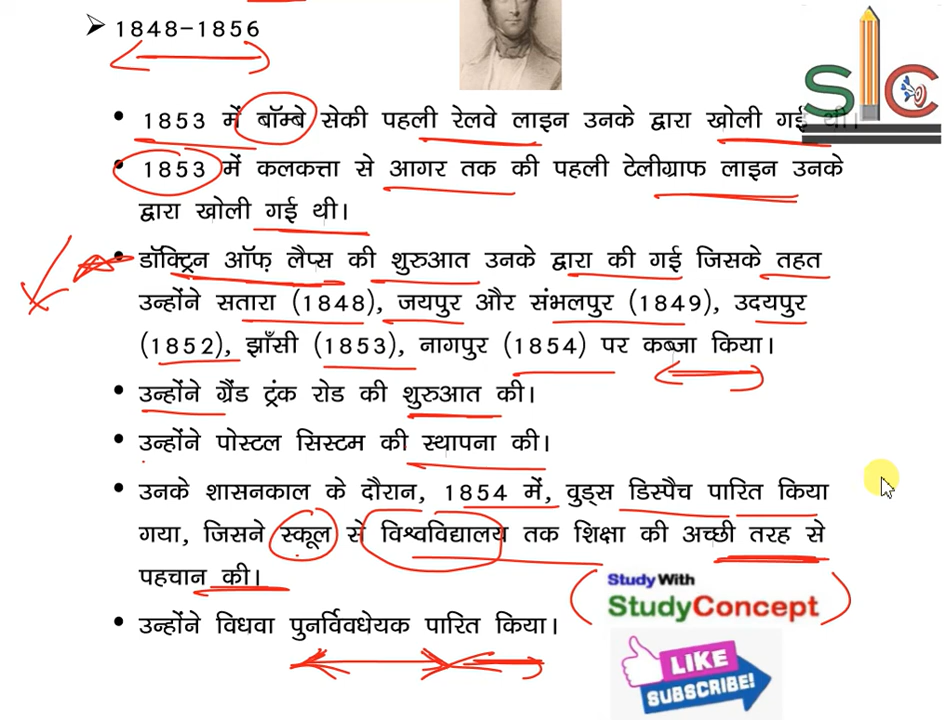 ➤ 1848-1856
SIC
• 1853 में बॉम्बे सेकी पहली रेलवे लाइन उनके द्वारा खोली गई थी।
• 1853 में कलकत्ता से आगर तक की पहली टेलीग्राफ लाइन उनके
द्वारा खोली गई थी।
• डॉक्ट्रिन ऑफ़ लैप्स की शुरुआत उनके द्वारा की गई जिसके तहत
उन्होंने सतारा (1848), जयपुर और संभलपुर (1849), उदयपुर
(1852), झाँसी (1853), नागपुर (1854) पर कब्जा किया।
• उन्होंने ग्रैंड ट्रंक रोड की शुरुआत की।
• उन्होंने पोस्टल सिस्टम की स्थापना की।
• उनके शासनकाल के दौरान, 1854 में, वुड्स डिस्पैच पारित किया
गया, जिसने स्कूल से विश्वविद्यालय तक शिक्षा की अच्छी तरह से
पहचान की।
Study With
StudyConcept
• उन्होंने विधवा पुनर्विवधेयक पारित किया।
LIKE
SUBSCRIBE!